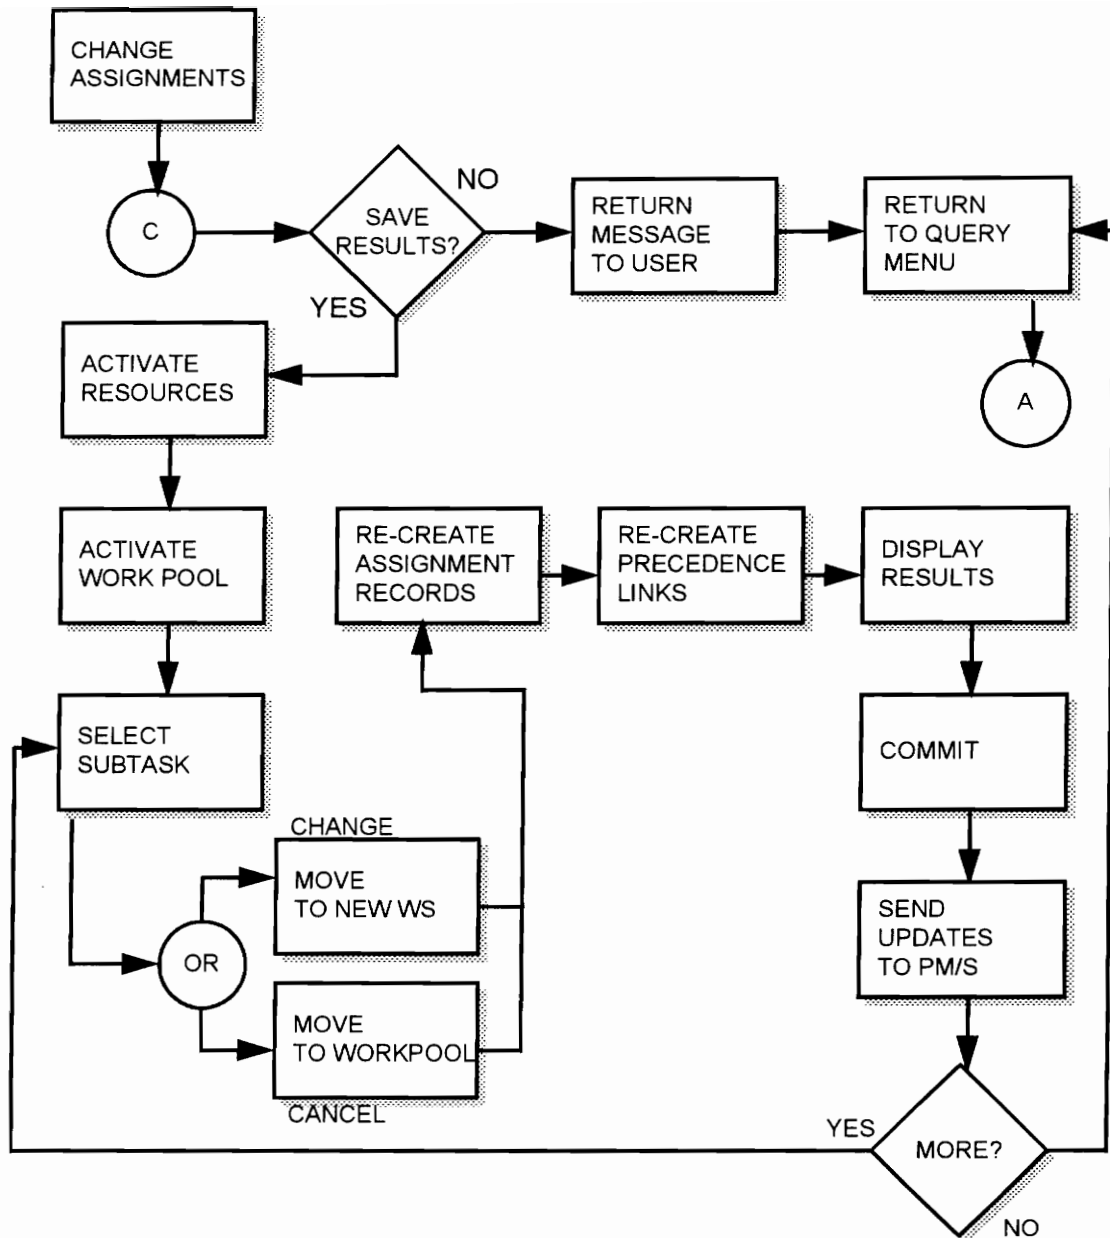 CHANGE
ASSIGNMENTS
C
SAVE
RESULTS?
NO
YES
RETURN
MESSAGE
TO USER
RETURN
TO QUERY
MENU
A
ACTIVATE
RESOURCES
ACTIVATE
WORK POOL
RE-CREATE
ASSIGNMENT
RECORDS
RE-CREATE
PRECEDENCE
LINKS
DISPLAY
RESULTS
SELECT
SUBTASK
COMMIT
CHANGE
MOVE
TO NEW WS
OR
MOVE
TO WORKPOOL
CANCEL
SEND
UPDATES
TO PM/S
YES
MORE?
NO